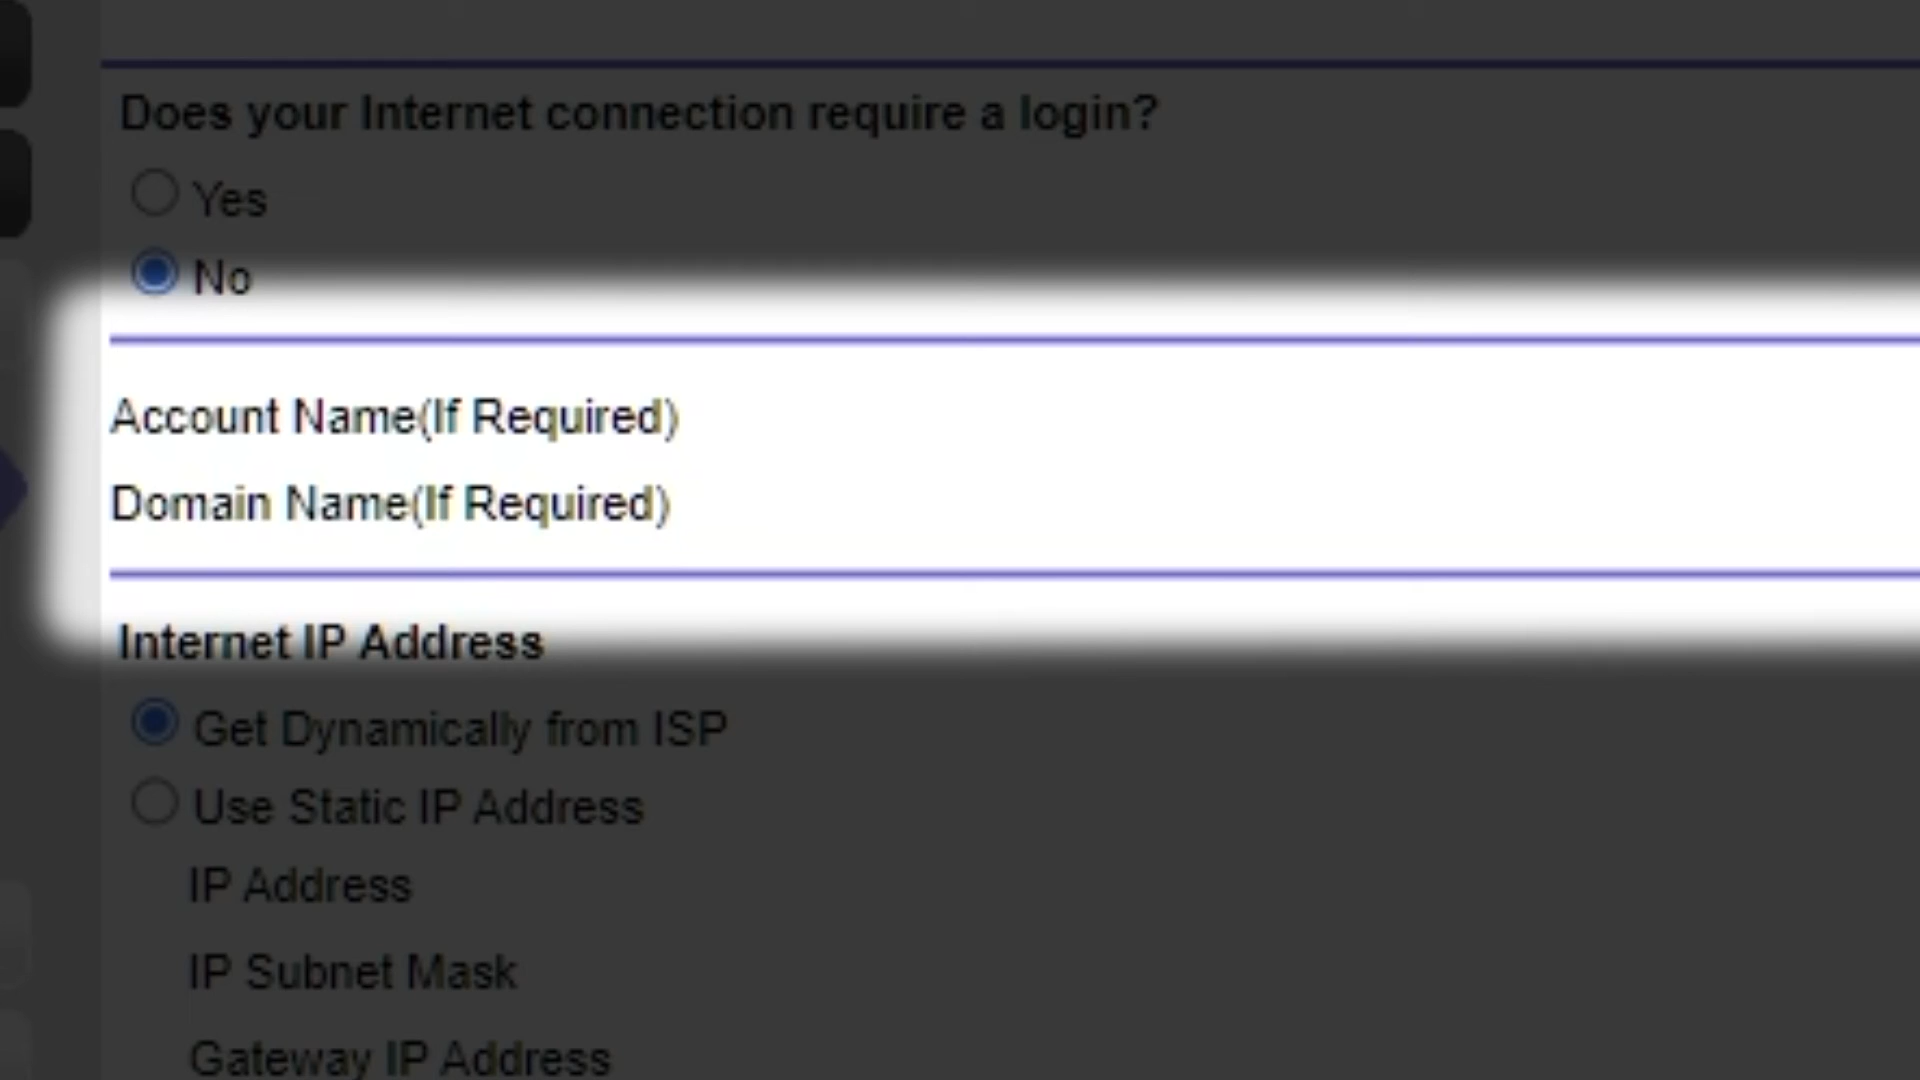 Does your Internet connection require a login?
Yes
No
Account Name(If Required)
Domain Name(If Required)
Internet IP Address
Get Dynamically from ISP
Use Static IP Address
IP Address
IP Subnet Mask
Gateway IP Address